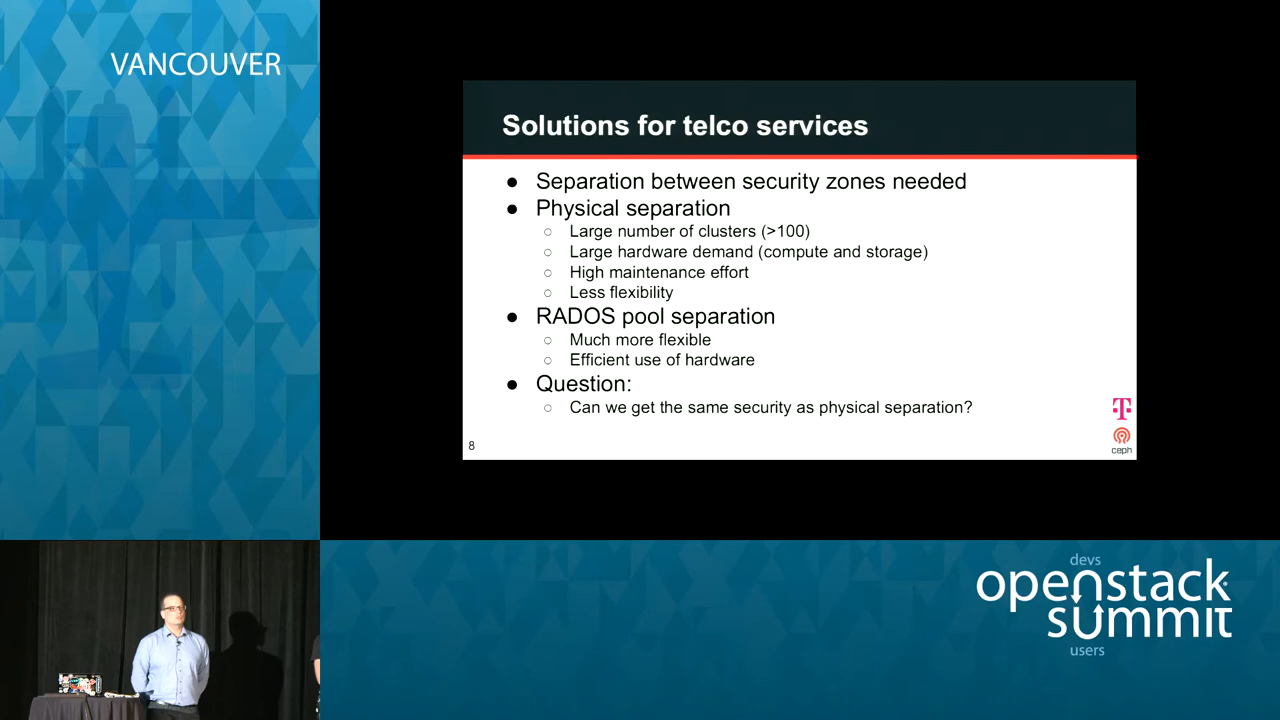 VANCOUVER
Solutions for telco services
● Separation between security zones needed
● Physical separation
○ Large number of clusters (>100)
○ Large hardware demand (compute and storage)
○ High maintenance effort
○ Less flexibility
● RADOS pool separation
○ Much more flexible
○ Efficient use of hardware
● Question:
○ Can we get the same security as physical separation?
T
ceph
8
devs
openstack
summit
users